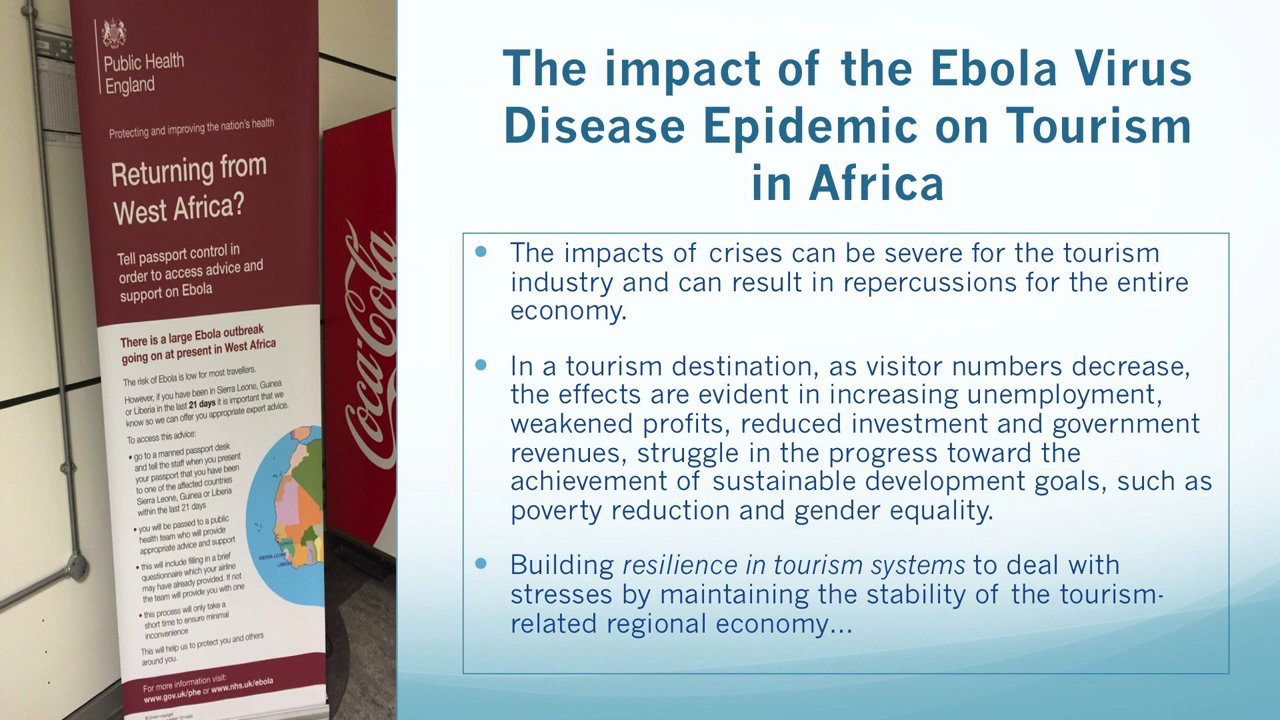 Public Health
England
Protecting and improving the nation's health
Returning from
West Africa?
Tell passport control in
order to access advice and
support on Ebola
There is a large Ebola outbreak
going on at present in West Africa
The risk of Ebola is low for most travellers.
However, if you have been in Sierra Leone, Guinea
or Liberia in the last 21 days it is important that we
know so we can offer you appropriate expert advice.
To access this advice:
• go to a manned passport desk
and tell the staff when you present
your passport that you have been
to one of the affected countries
Sierra Leone, Guinea or Liberia
within the last 21 days
• you will be passed to a public
health team who will provide
appropriate advice and support
• this will include filling in a brief
questionnaire which your airline
may have already provided. If not
the team will provide you with one
• this process will only take a
short time to ensure minimal
inconvenience
This will help us to protect you and others
around you.
For more information visit:
www.gov.uk/phe or www.nhs.uk/ebola
Coca-Cola
The impact of the Ebola Virus
Disease Epidemic on Tourism
in Africa
• The impacts of crises can be severe for the tourism
industry and can result in repercussions for the entire
economy.
• In a tourism destination, as visitor numbers decrease,
the effects are evident in increasing unemployment,
weakened profits, reduced investment and government
revenues, struggle in the progress toward the
achievement of sustainable development goals, such as
poverty reduction and gender equality.
• Building resilience in tourism systems to deal with
stresses by maintaining the stability of the tourism-
related regional economy...